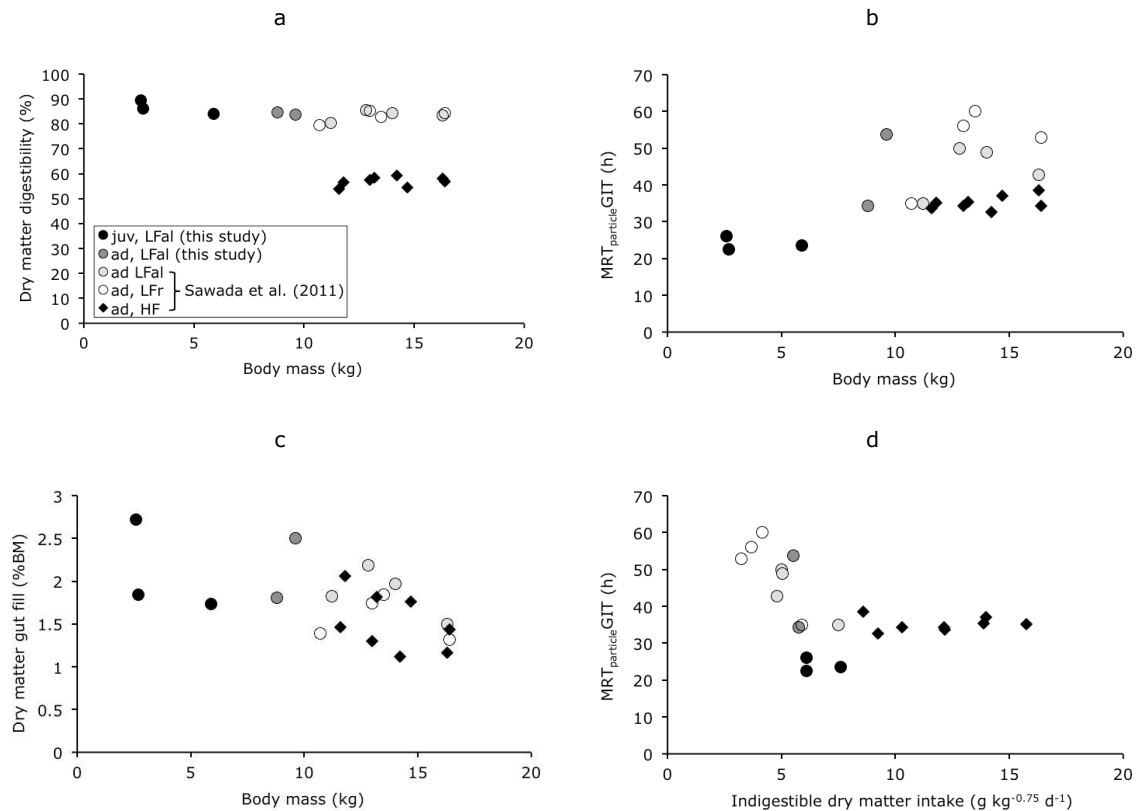 a
Dry matter digestibility (%)
100
90
80
70
60
50
40
30
20
10
0
juv, LFal (this study)
ad, LFal (this study)
ad LFal
ad, LFr
ad, HF
Sawada et al. (2011)
0 5 10 15 20
Body mass (kg)
b
MRTparticleGIT (h)
70
60
50
40
30
20
10
0
0 5 10 15 20
Body mass (kg)
c
Dry matter gut fill (%BM)
3
2.5
2
1.5
1
0.5
0
0 5 10 15 20
Body mass (kg)
d
MRTparticleGIT (h)
70
60
50
40
30
20
10
0
0 5 10 15 20
Indigestible dry matter intake (g kg-0.75 d-1)